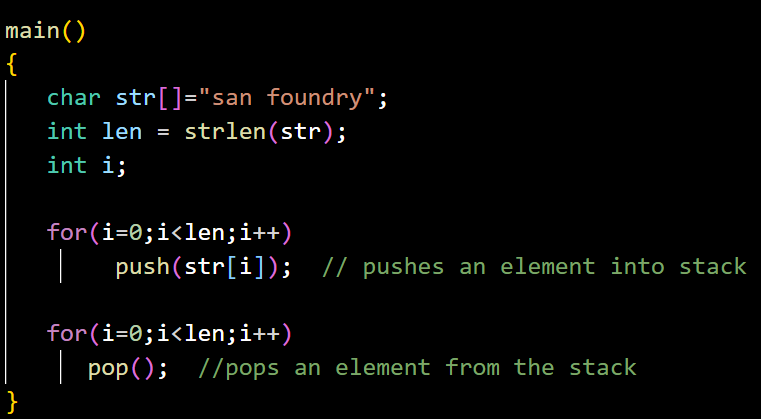 main()
{
char str[]="san foundry";
int len = strlen(str);
int i;
for(i=0;i<len;i++)
push(str[i]);  // pushes an element into stack
for(i=0;i<len;i++)
pop();  //pops an element from the stack
}